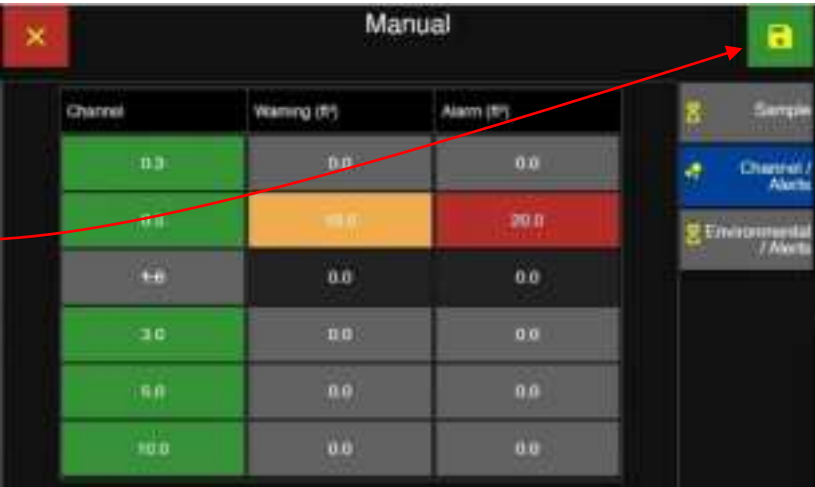 Manual
Channel Warning (ft³) Alarm (ft³)
Sample
0.3 0.0 0.0
Channel /
Alerts
20.0
Environmental
/ Alerts
1.0 0.0 0.0
3.0 0.0 0.0
5.0 0.0 0.0
10.0 0.0 0.0